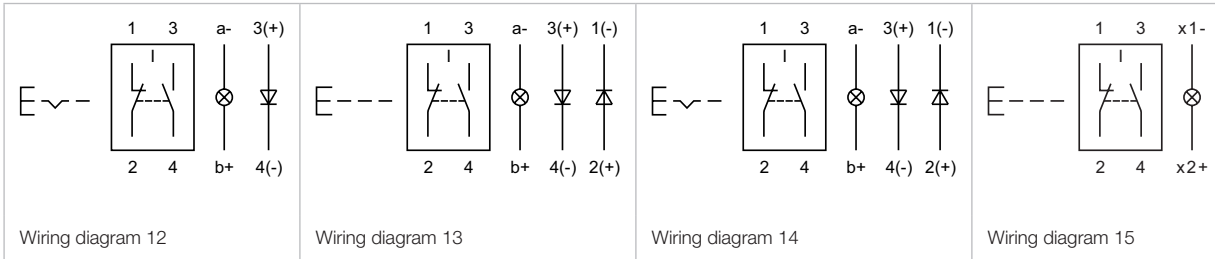 1 3 a- 3(+)
2 4 b+ 4(-)
Wiring diagram 12
1 3 a- 3(+) 1(-)
2 4 b+ 4(-) 2(+)
Wiring diagram 13
1 3 a- 3(+) 1(-)
2 4 b+ 4(-) 2(+)
Wiring diagram 14
1 3 x1-
2 4 x2+
Wiring diagram 15